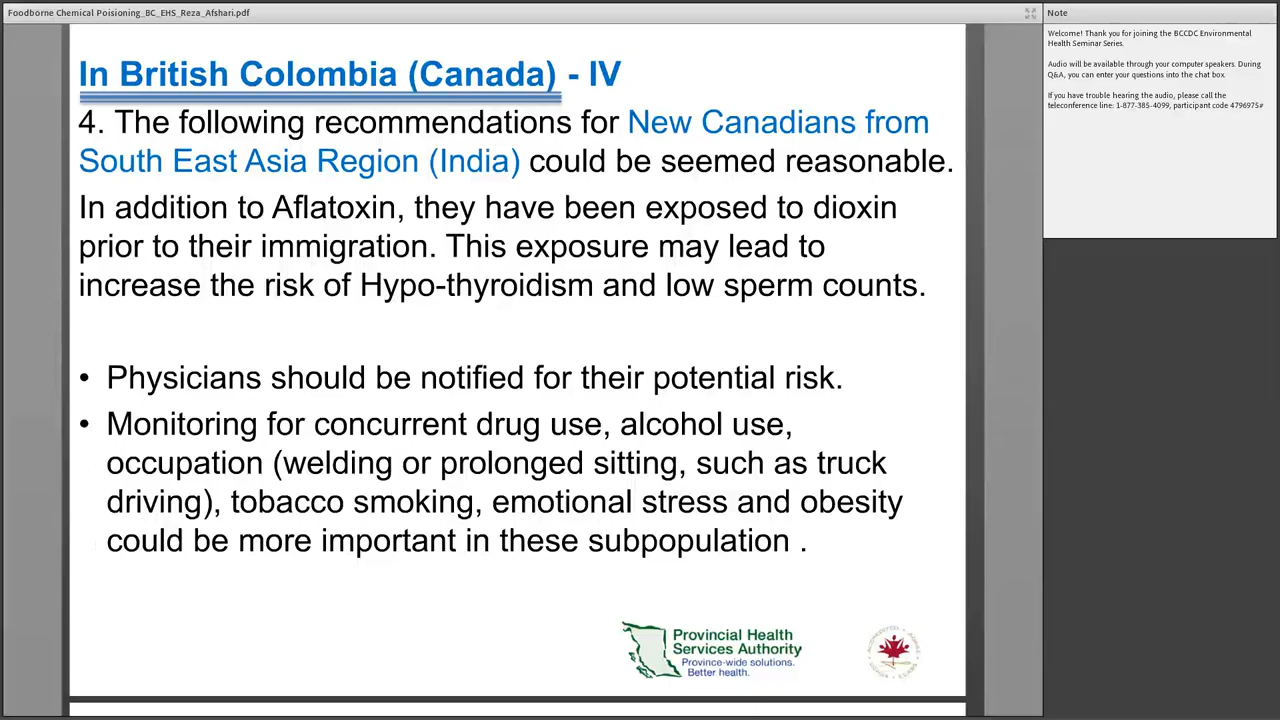 Foodborne Chemical Poisioning_BC_EHS_Reza_Afshari.pdf
In British Colombia (Canada) - IV
4. The following recommendations for New Canadians from
South East Asia Region (India) could be seemed reasonable.
In addition to Aflatoxin, they have been exposed to dioxin
prior to their immigration. This exposure may lead to
increase the risk of Hypo-thyroidism and low sperm counts.
• Physicians should be notified for their potential risk.
• Monitoring for concurrent drug use, alcohol use,
occupation (welding or prolonged sitting, such as truck
driving), tobacco smoking, emotional stress and obesity
could be more important in these subpopulation .
Provincial Health
Services Authority
Province-wide solutions.
Better health.
Note
Welcome! Thank you for joining the BCCDC Environmental
Health Seminar Series.
Audio will be available through your computer speakers. During
Q&A, you can enter your questions into the chat box.
If you have trouble hearing the audio, please call the
teleconference line: 1-877-385-4099, participant code 4796975#